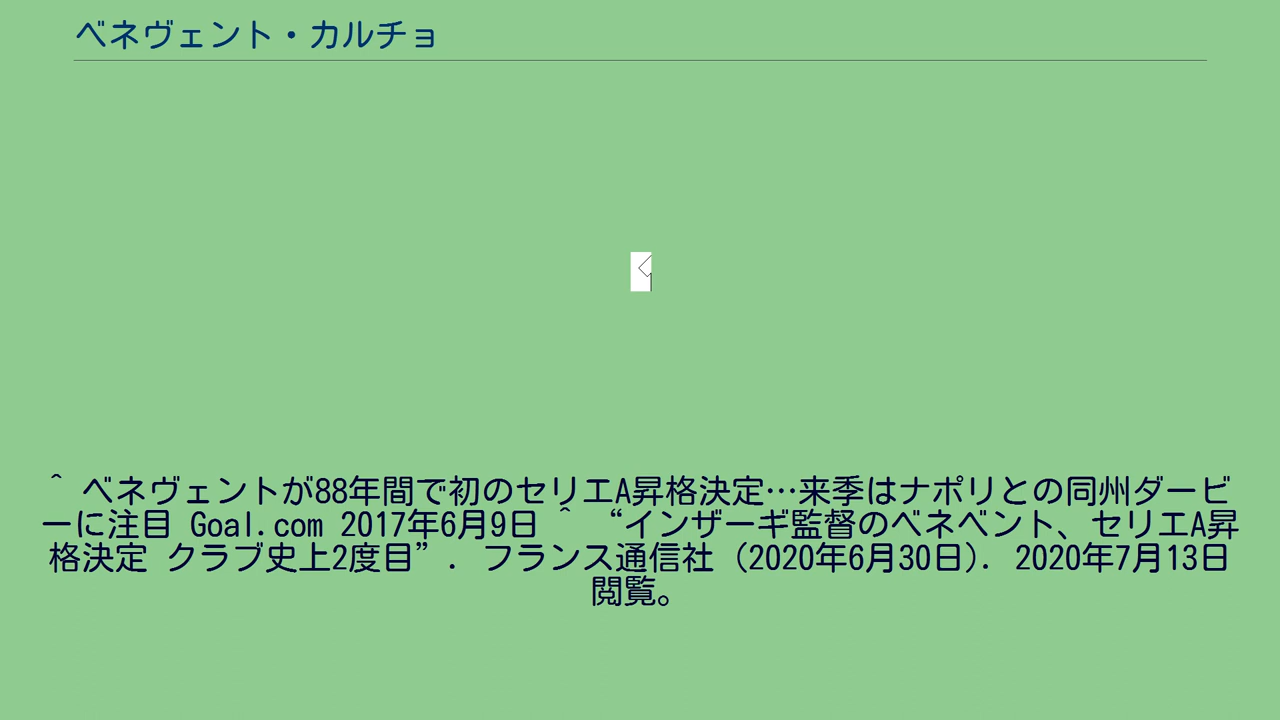 ベネヴェント・カルチョ
^ ベネヴェントが88年間で初のセリエA昇格決定…来季はナポリとの同州ダービ
ーに注目 Goal.com 2017年6月9日 ^ “インザーギ監督のベネベント、セリエA昇
格決定 クラブ史上2度目”. フランス通信社 (2020年6月30日). 2020年7月13日
閲覧。